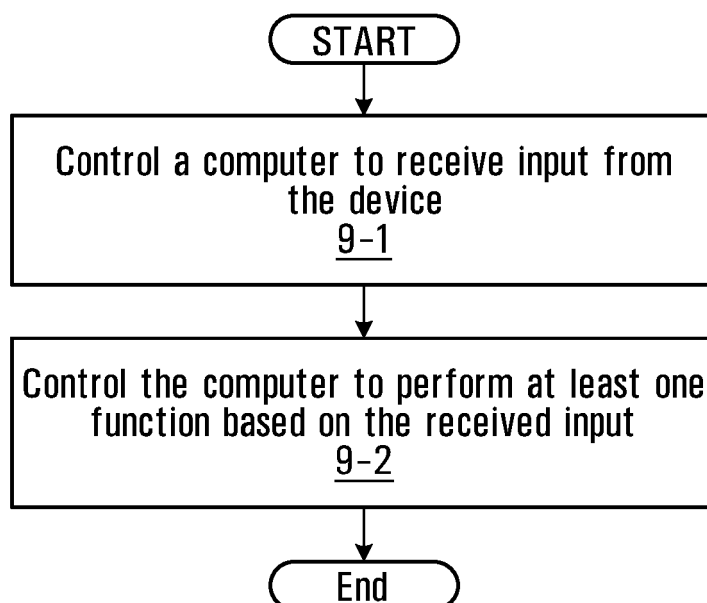 START
Control a computer to receive input from
the device
9-1
Control the computer to perform at least one
function based on the received input
9-2
End